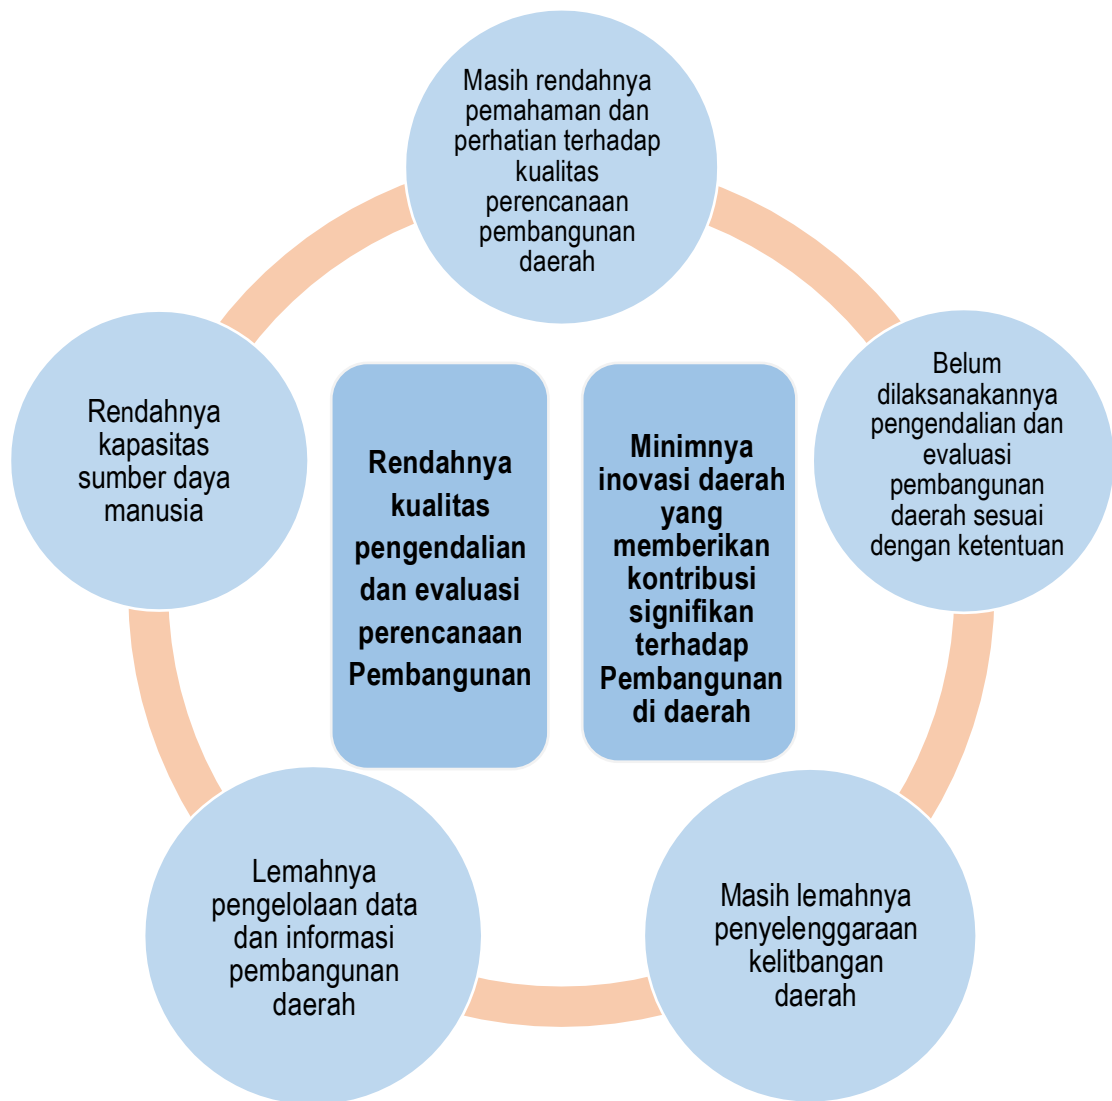 Masih rendahnya
pemahaman dan
perhatian terhadap
kualitas
perencanaan
pembangunan
daerah
Belum
dilaksanakannya
pengendalian dan
evaluasi
pembangunan
daerah sesuai
dengan ketentuan
Masih lemahnya
penyelenggaraan
kelitbangan
daerah
Lemahnya
pengelolaan data
dan informasi
pembangunan
daerah
Rendahnya
kapasitas
sumber daya
manusia
Rendahnya
kualitas
pengendalian
dan evaluasi
perencanaan
Pembangunan
Minimnya
inovasi daerah
yang
memberikan
kontribusi
signifikan
terhadap
Pembangunan
di daerah